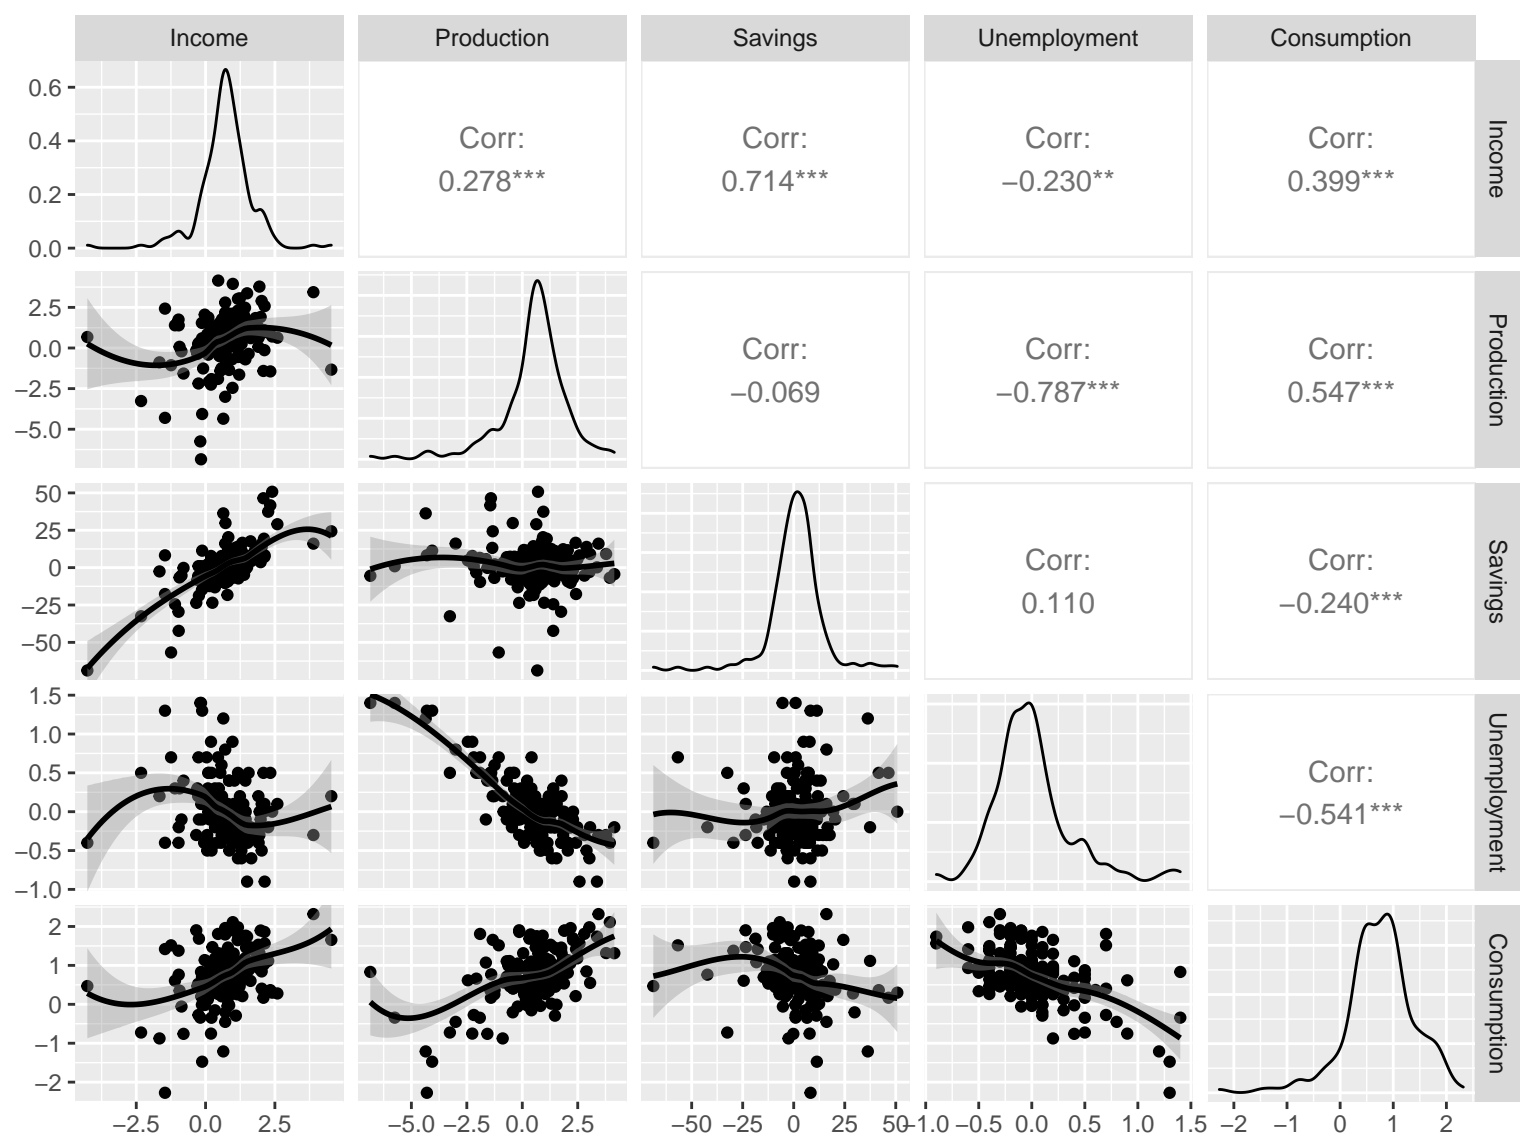 Income
Production
Savings
Unemployment
Consumption
0.6
0.4
0.2
0.0
Corr:
0.278***
Corr:
0.714***
Corr:
−0.230**
Corr:
0.399***
Income
2.5
0.0
−2.5
−5.0
Corr:
−0.069
Corr:
−0.787***
Corr:
0.547***
Production
50
25
0
−25
−50
Corr:
0.110
Corr:
−0.240***
Savings
1.5
1.0
0.5
0.0
−0.5
−1.0
Corr:
−0.541***
Unemployment
2
1
0
−1
−2
Consumption
−2.5 0.0 2.5
−5.0 −2.5 0.0 2.5
−50 −25 0 25 50
−1.0 −0.5 0.0 0.5 1.0 1.5
−2 −1 0 1 2